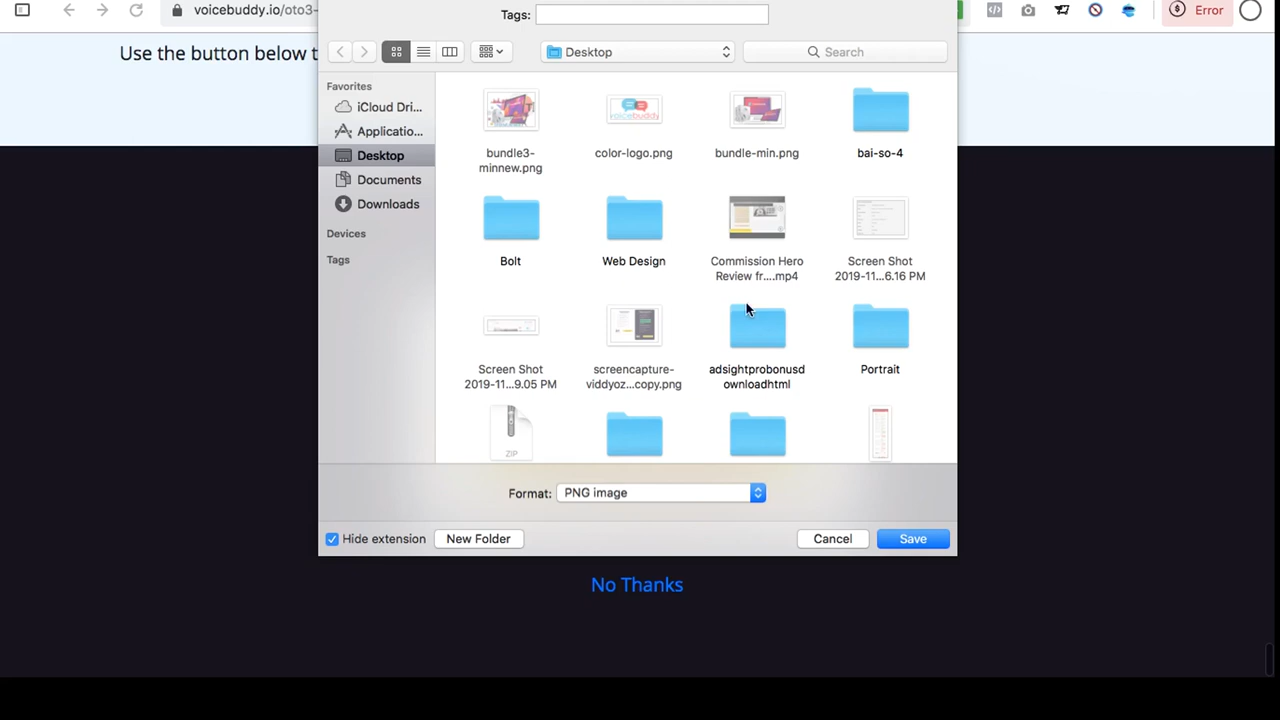 voicebuddy.io/oto3-
Error
Tags:
Use the button below t
Desktop
Search
Favorites
iCloud Dri...
Applicatio...
Desktop
Documents
Downloads
Devices
Tags
bundle3-
minnew.png
color-logo.png
bundle-min.png
bai-so-4
Bolt
Web Design
Commission Hero
Review fr....mp4
Screen Shot
2019-11...6.16 PM
Screen Shot
2019-11...9.05 PM
screencapture-
viddyoz...copy.png
adsightprobonusd
ownloadhtml
Portrait
ZIP
Format:
PNG image
Hide extension
New Folder
Cancel
Save
No Thanks